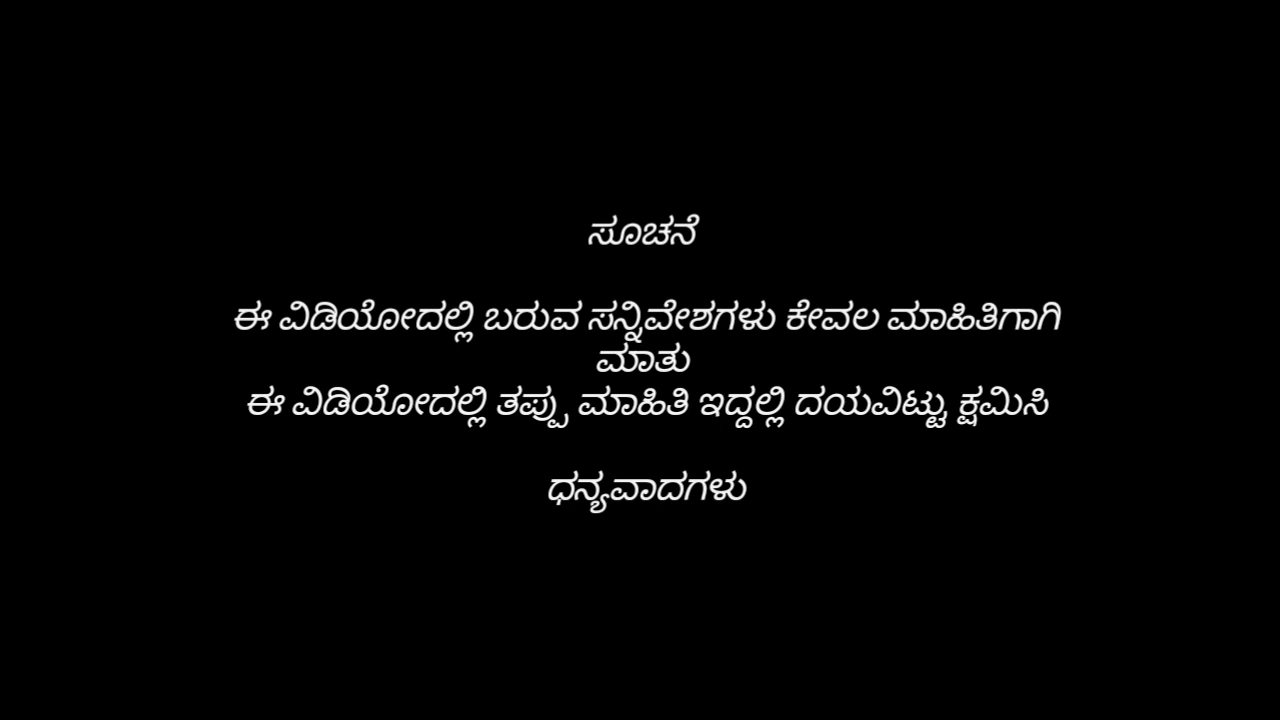 ಸೂಚನೆ
ಈ ವಿಡಿಯೋದಲ್ಲಿ ಬರುವ ಸನ್ನಿವೇಶಗಳು ಕೇವಲ ಮಾಹಿತಿಗಾಗಿ
ಮಾತು
ಈ ವಿಡಿಯೋದಲ್ಲಿ ತಪ್ಪು ಮಾಹಿತಿ ಇದ್ದಲ್ಲಿ ದಯವಿಟ್ಟು ಕ್ಷಮಿಸಿ
ಧನ್ಯವಾದಗಳು